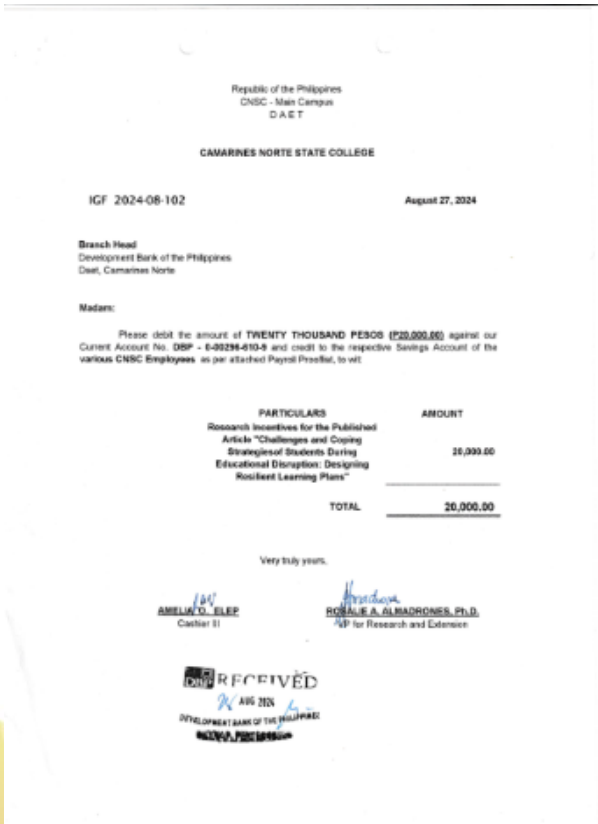 Republic of the Philippines
CNSC - Main Campus
D A E T
CAMARINES NORTE STATE COLLEGE
IGF 2024-08-102
August 27, 2024
Branch Head
Development Bank of the Philippines
Daet, Camarines Norte
Madam:
Please debit the amount of TWENTY THOUSAND PESOS (P20,000.00) against our
Current Account No. DBP - 0-00296-610-9 and credit to the respective Savings Account of the
various CNSC Employees as per attached Payroll Prooflist, to wit:
PARTICULARS AMOUNT
Research Incentives for the Published
Article "Challenges and Coping
Strategiesof Students During 20,000.00
Educational Disruption: Designing
Resilient Learning Plans"
TOTAL 20,000.00
Very truly yours,
AMELIA O. ELEP
Cashier III
ROSALIE A. ALMADRONES, Ph.D.
VP for Research and Extension
DBP RECEIVED
AUG 2024
DEVELOPMENT BANK OF THE PHILIPPINES